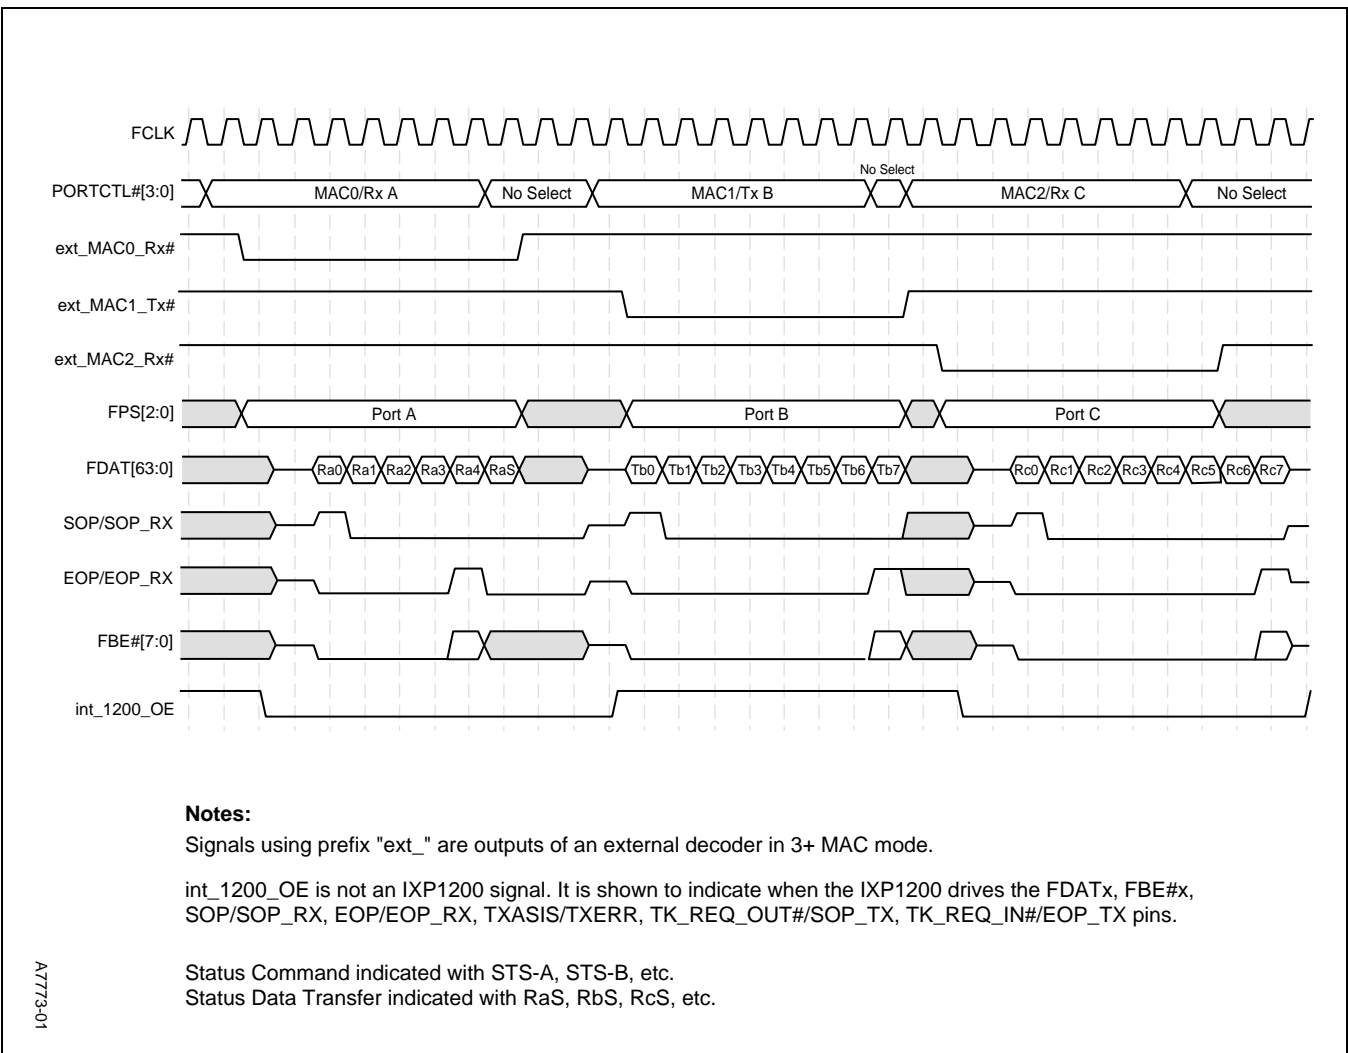 FCLK
PORTCTL#[3:0] MAC0/Rx A No Select MAC1/Tx B No Select MAC2/Rx C No Select
ext_MAC0_Rx#
ext_MAC1_Tx#
ext_MAC2_Rx#
FPS[2:0] Port A Port B Port C
FDAT[63:0] Ra0 Ra1 Ra2 Ra3 Ra4 RaS Tb0 Tb1 Tb2 Tb3 Tb4 Tb5 Tb6 Tb7 Rc0 Rc1 Rc2 Rc3 Rc4 Rc5 Rc6 Rc7
SOP/SOP_RX
EOP/EOP_RX
FBE#[7:0]
int_1200_OE
Notes:
Signals using prefix "ext_" are outputs of an external decoder in 3+ MAC mode.
int_1200_OE is not an IXP1200 signal. It is shown to indicate when the IXP1200 drives the FDATx, FBE#x,
SOP/SOP_RX, EOP/EOP_RX, TXASIS/TXERR, TK_REQ_OUT#/SOP_TX, TK_REQ_IN#/EOP_TX pins.
Status Command indicated with STS-A, STS-B, etc.
Status Data Transfer indicated with RaS, RbS, RcS, etc.
A7773-01